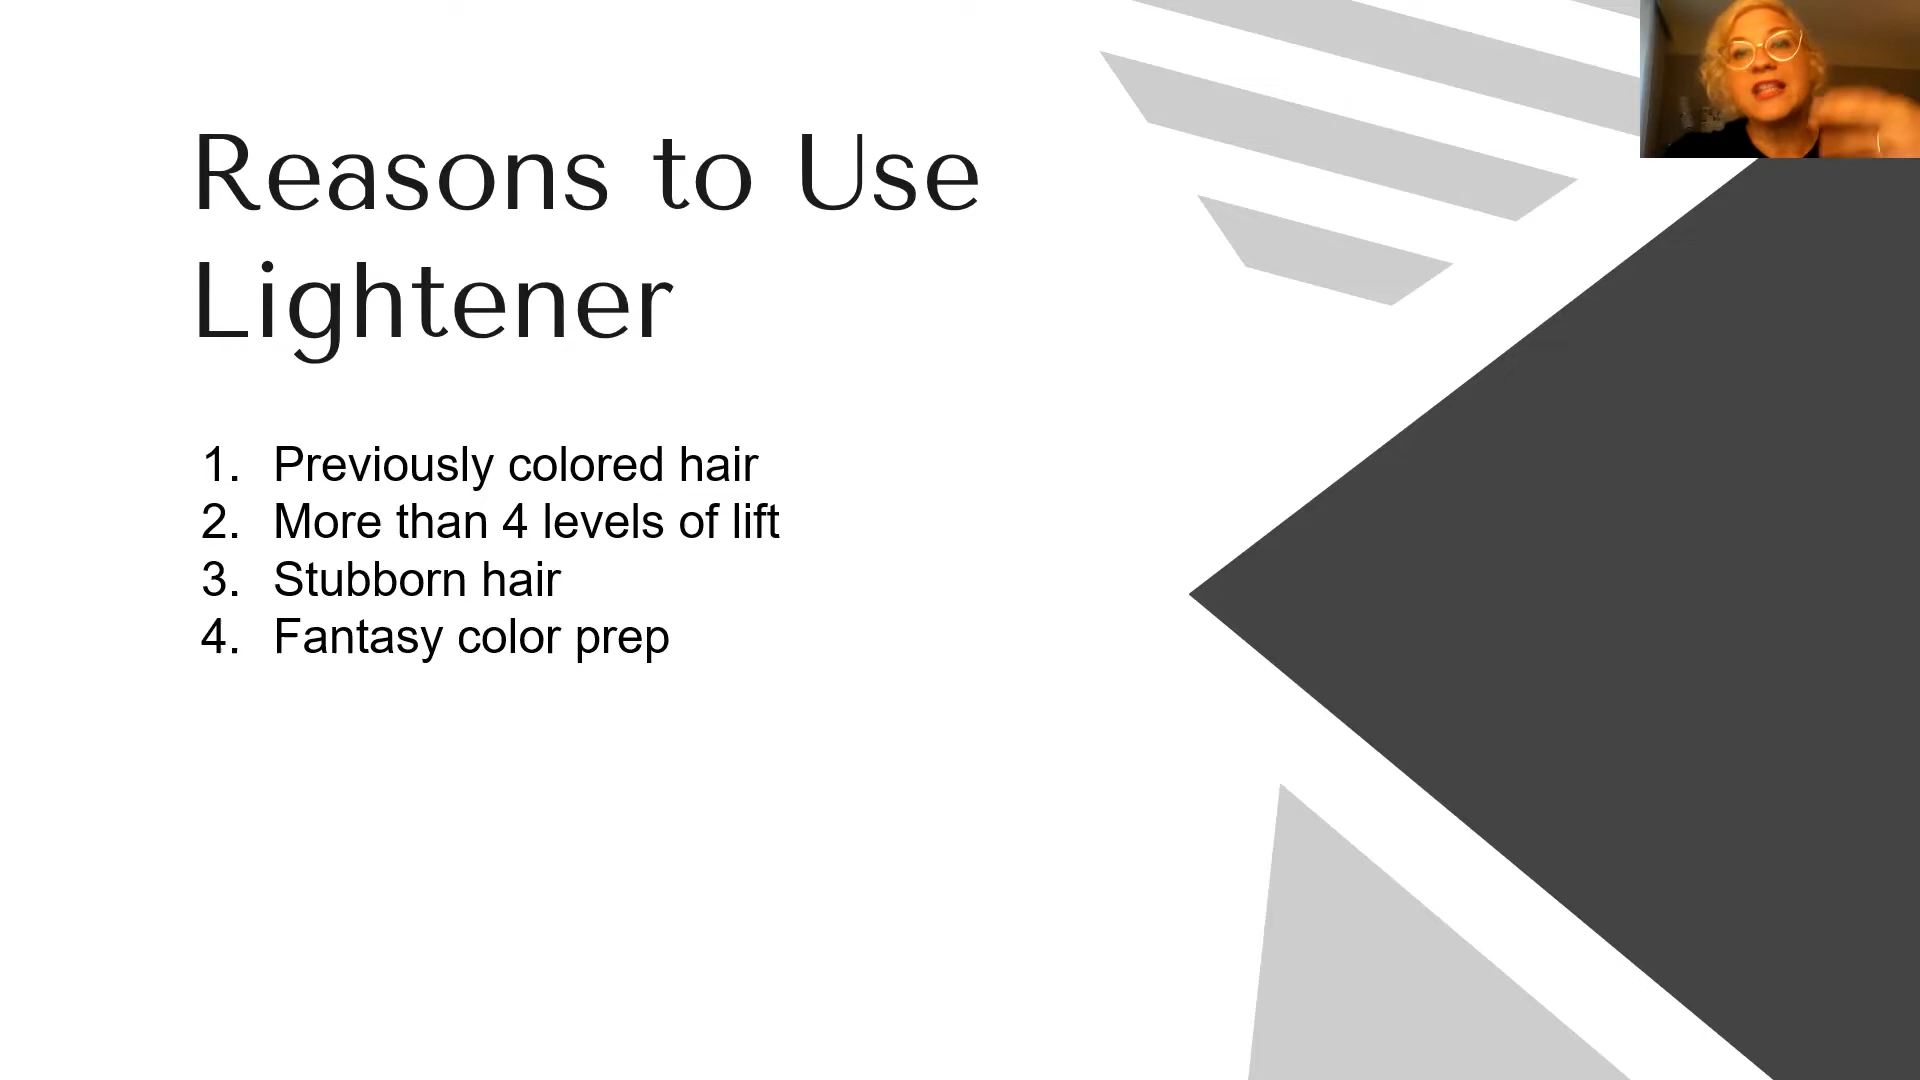 Reasons to Use
Lightener
1. Previously colored hair
2. More than 4 levels of lift
3. Stubborn hair
4. Fantasy color prep